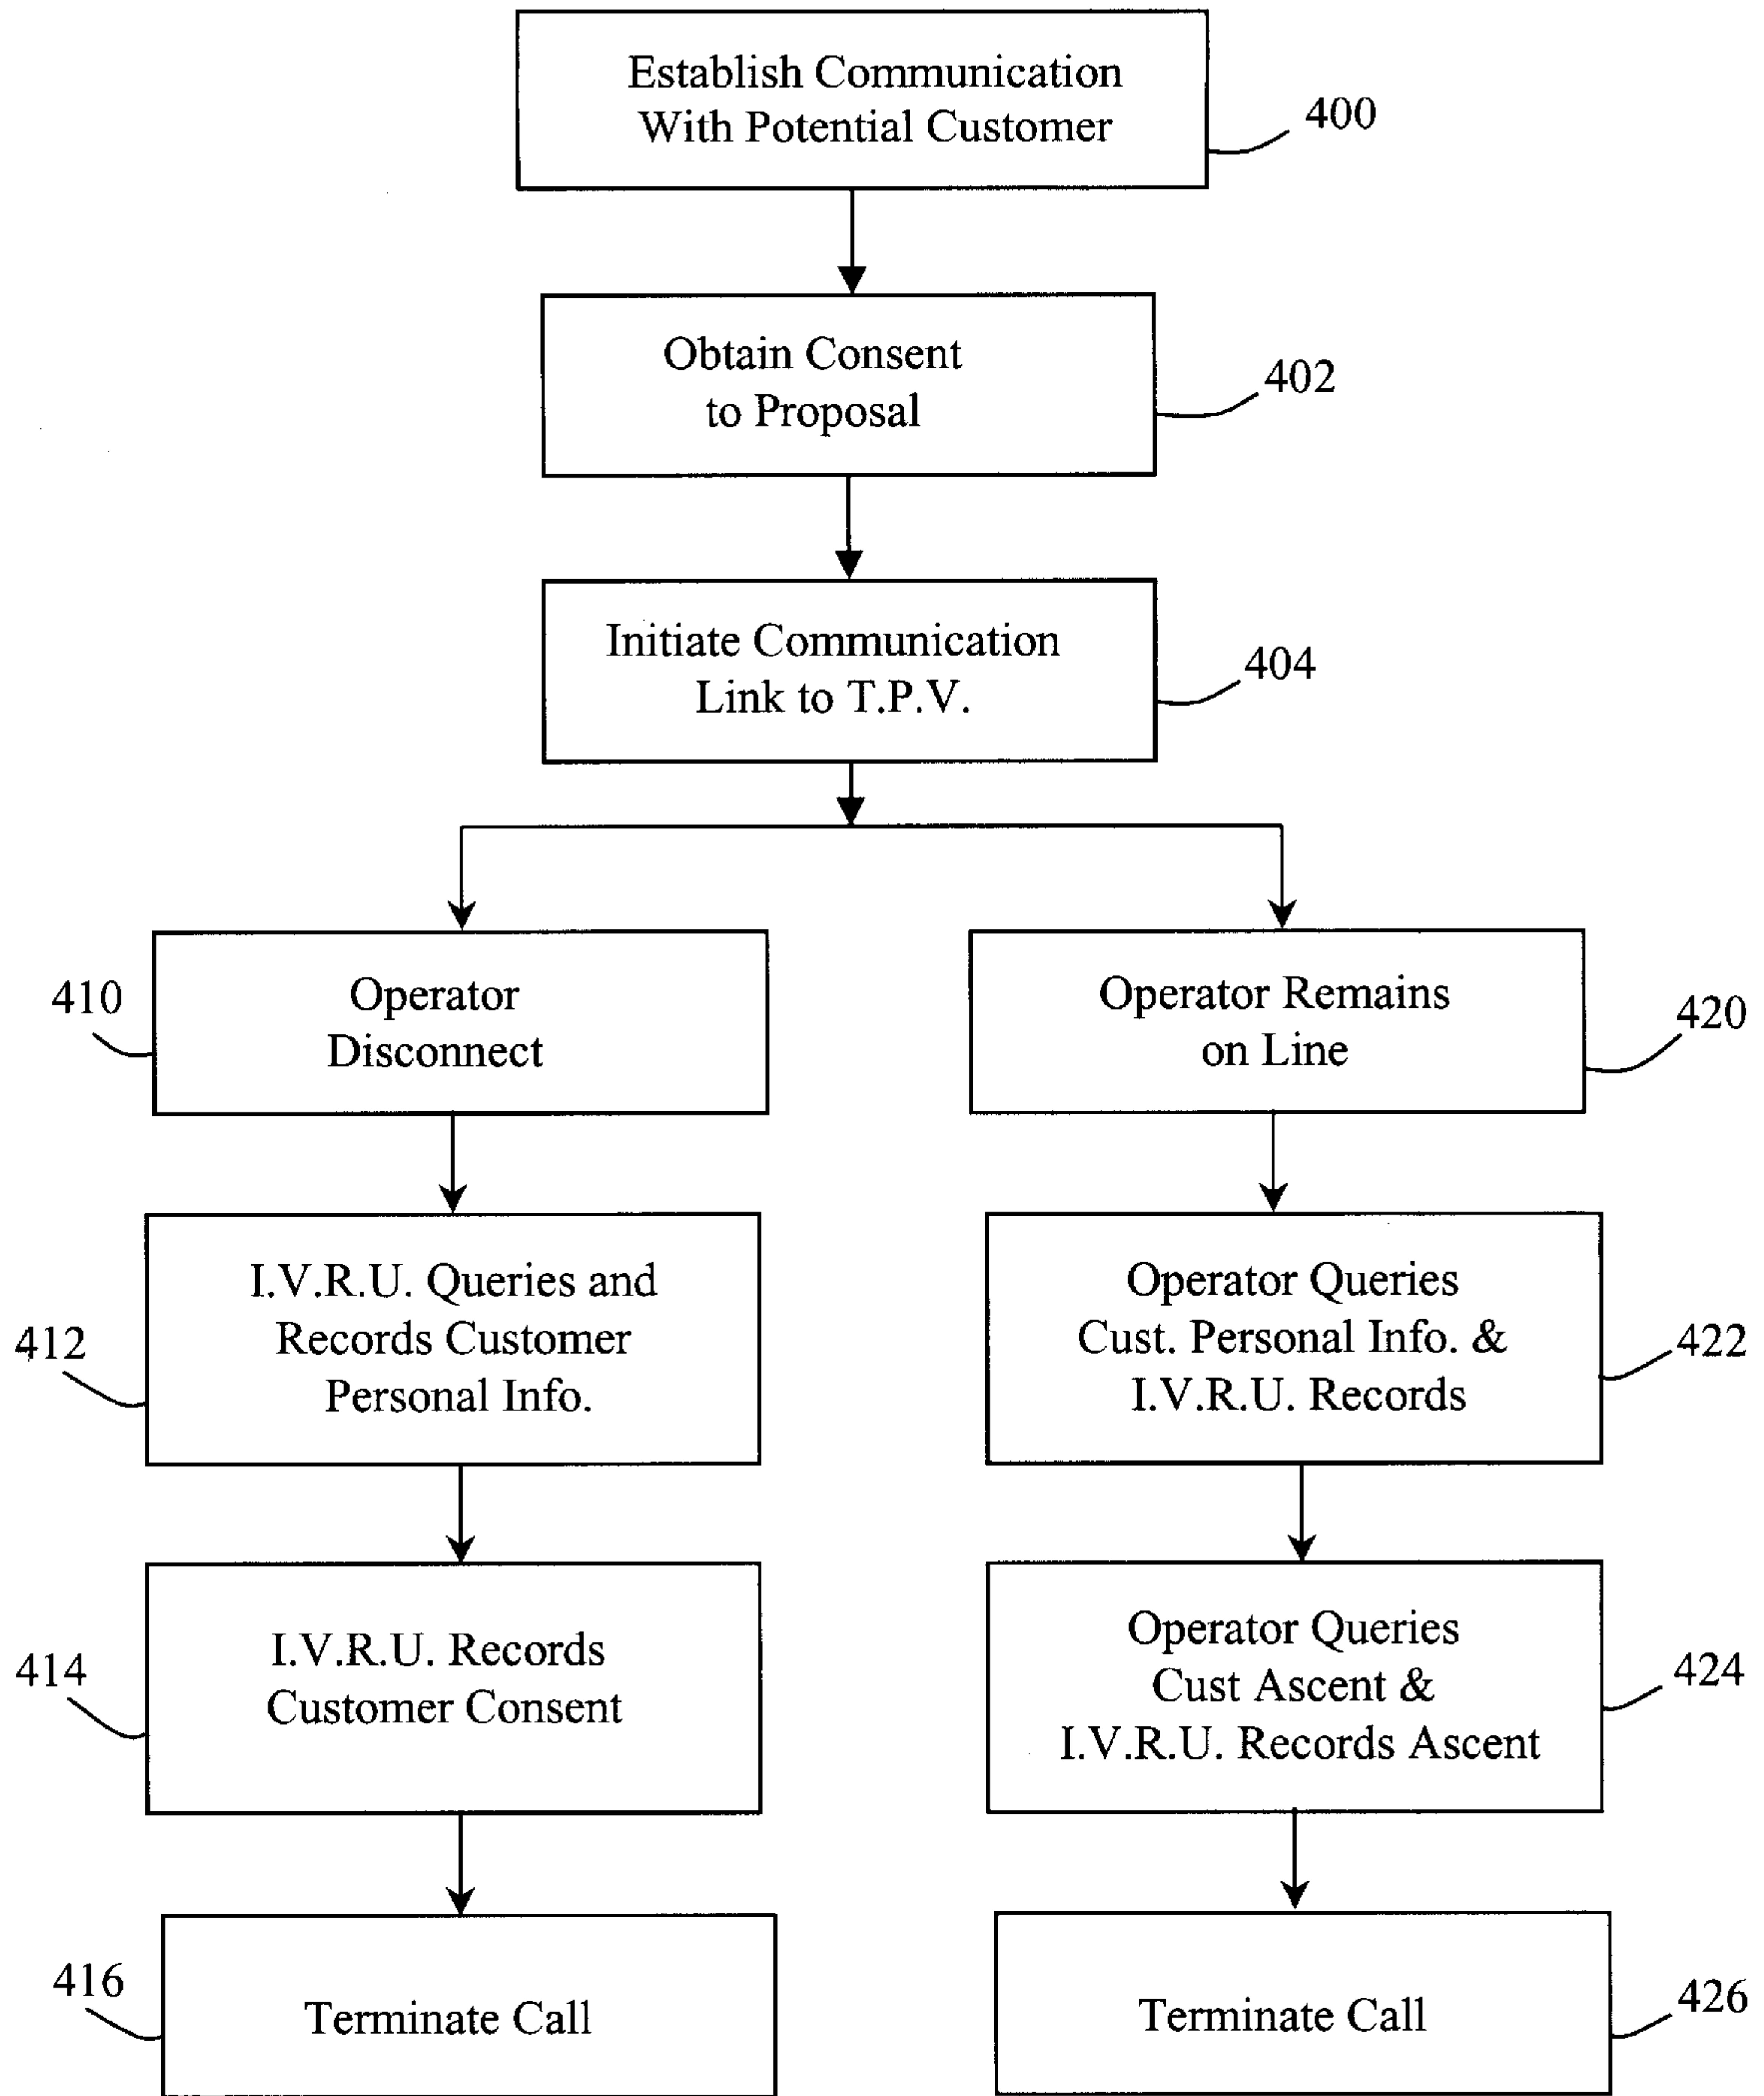 Establish Communication
With Potential Customer
400
Obtain Consent
to Proposal
402
Initiate Communication
Link to T.P.V.
404
Operator
Disconnect
410
Operator Remains
on Line
420
I.V.R.U. Queries and
Records Customer
Personal Info.
412
Operator Queries
Cust. Personal Info. &
I.V.R.U. Records
422
I.V.R.U. Records
Customer Consent
414
Operator Queries
Cust Ascent &
I.V.R.U. Records Ascent
424
Terminate Call
416
Terminate Call
426